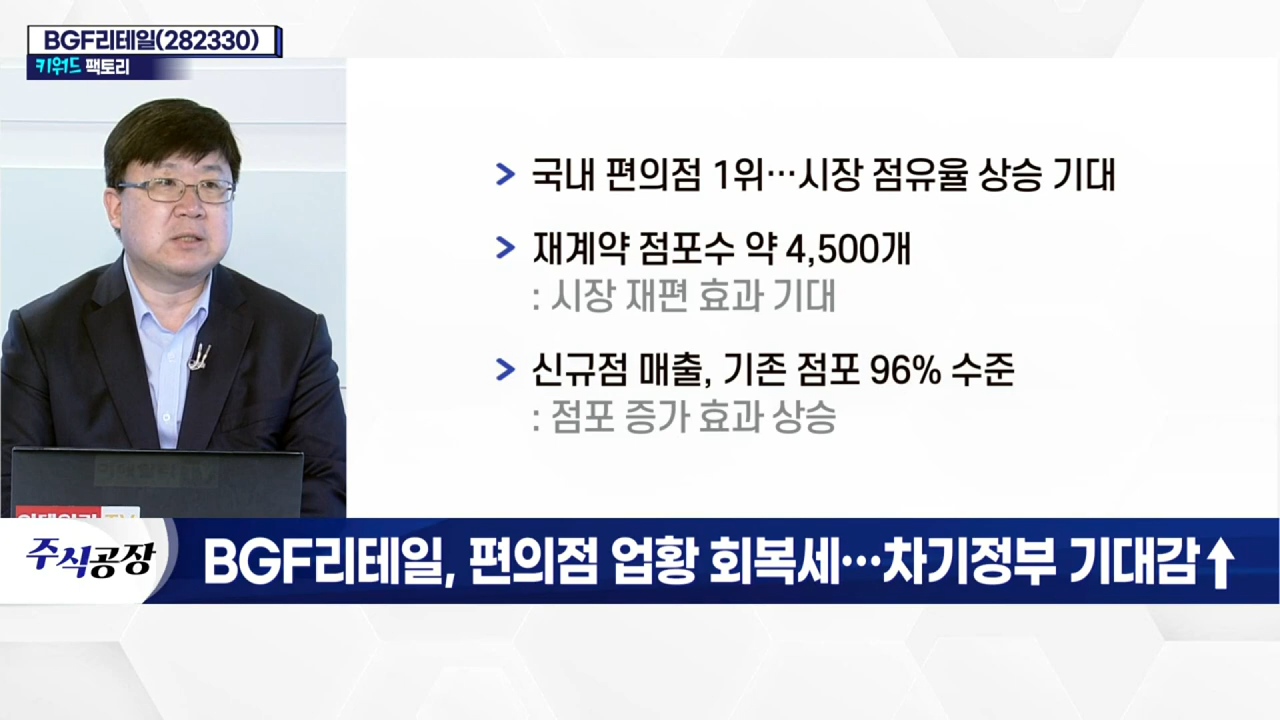 BGF리테일(282330)
키워드 팩토리
> 국내 편의점 1위…시장 점유율 상승 기대
> 재계약 점포수 약 4,500개
: 시장 재편 효과 기대
> 신규점 매출, 기존 점포 96% 수준
: 점포 증가 효과 상승
주식공장
BGF리테일, 편의점 업황 회복세…차기정부 기대감↑